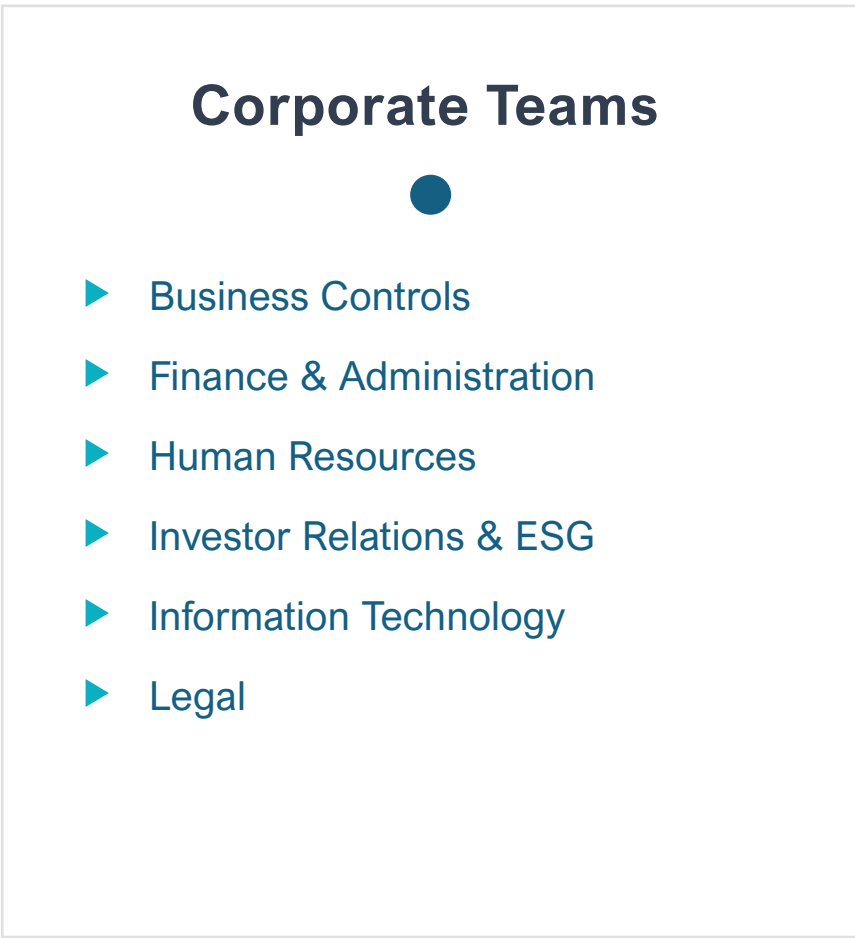 Corporate Teams
Business Controls
Finance & Administration
Human Resources
Investor Relations & ESG
Information Technology
Legal